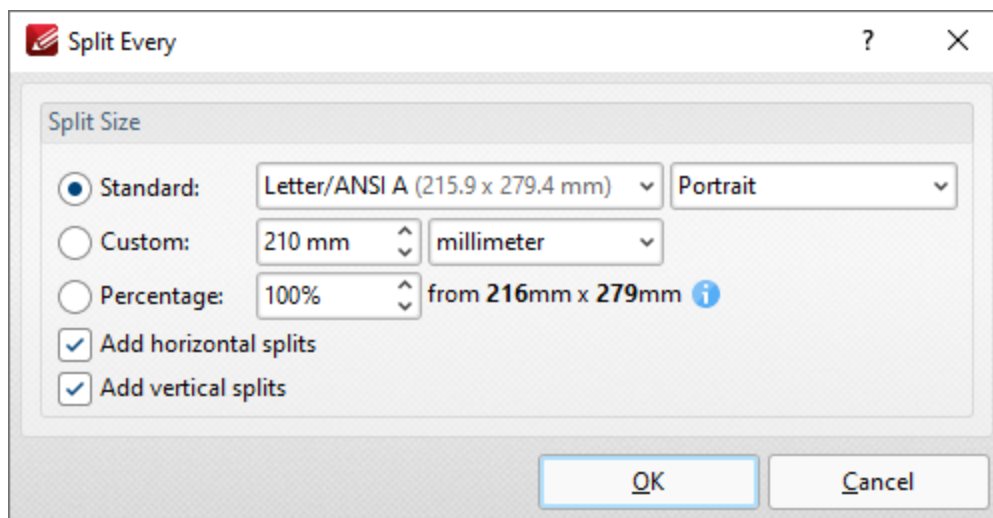 Split Every ?
Split Size
Standard: Letter/ANSI A (215.9 x 279.4 mm) Portrait
Custom: 210 mm millimeter
Percentage: 100% from 216mm x 279mm i
Add horizontal splits
Add vertical splits
OK Cancel